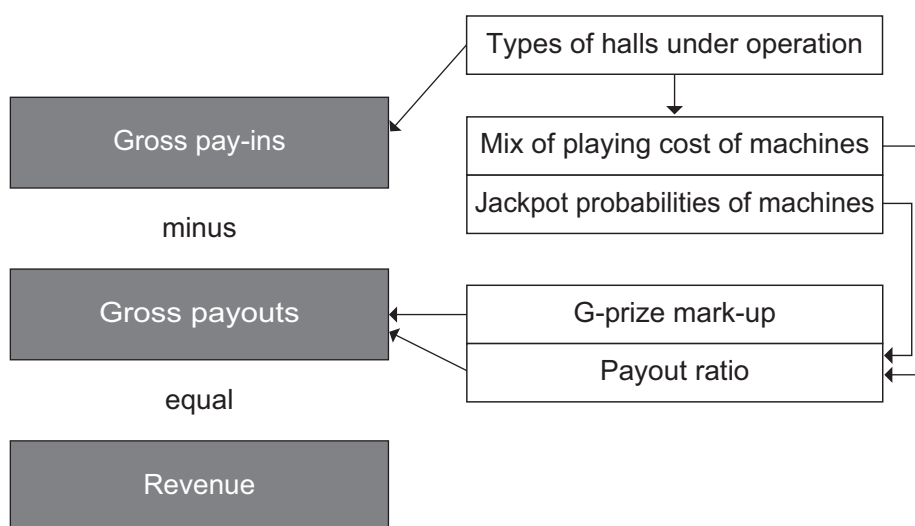 Types of halls under operation
Gross pay-ins
Mix of playing cost of machines
Jackpot probabilities of machines
minus
Gross payouts
G-prize mark-up
Payout ratio
equal
Revenue